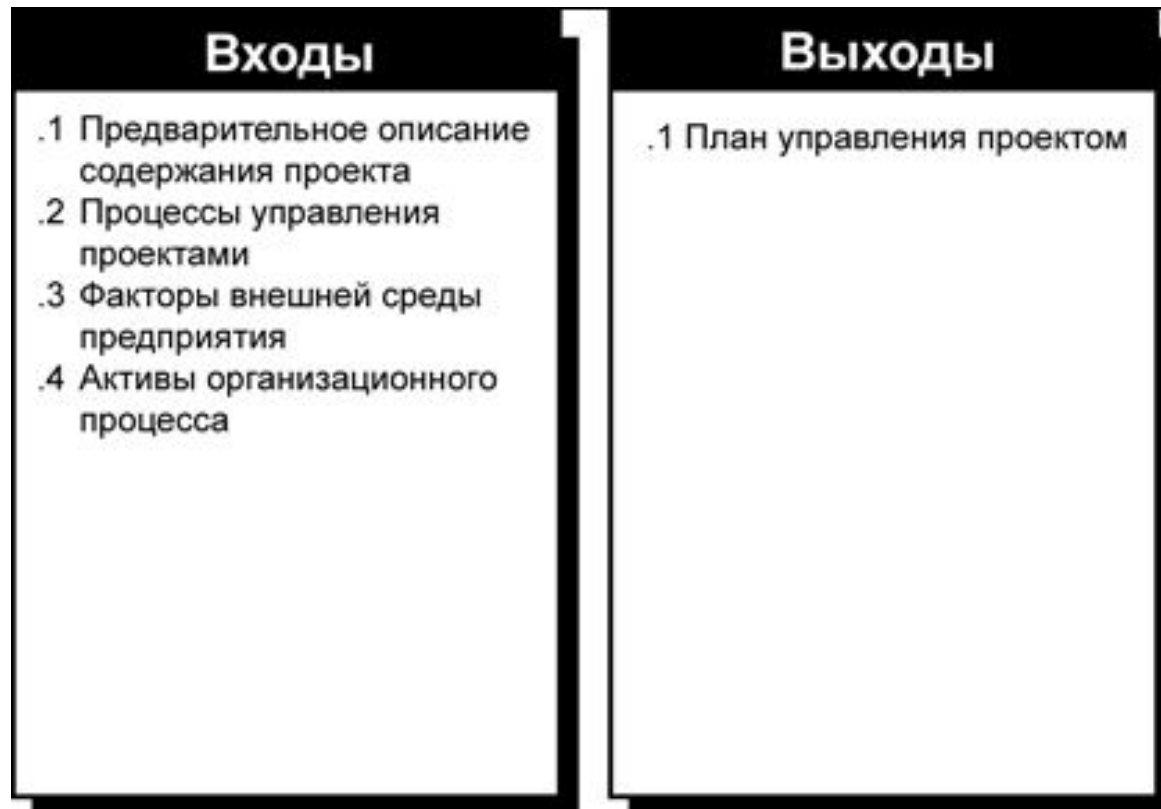 Входы
.1 Предварительное описание
содержания проекта
.2 Процессы управления
проектами
.3 Факторы внешней среды
предприятия
.4 Активы организационного
процесса
Выходы
.1 План управления проектом